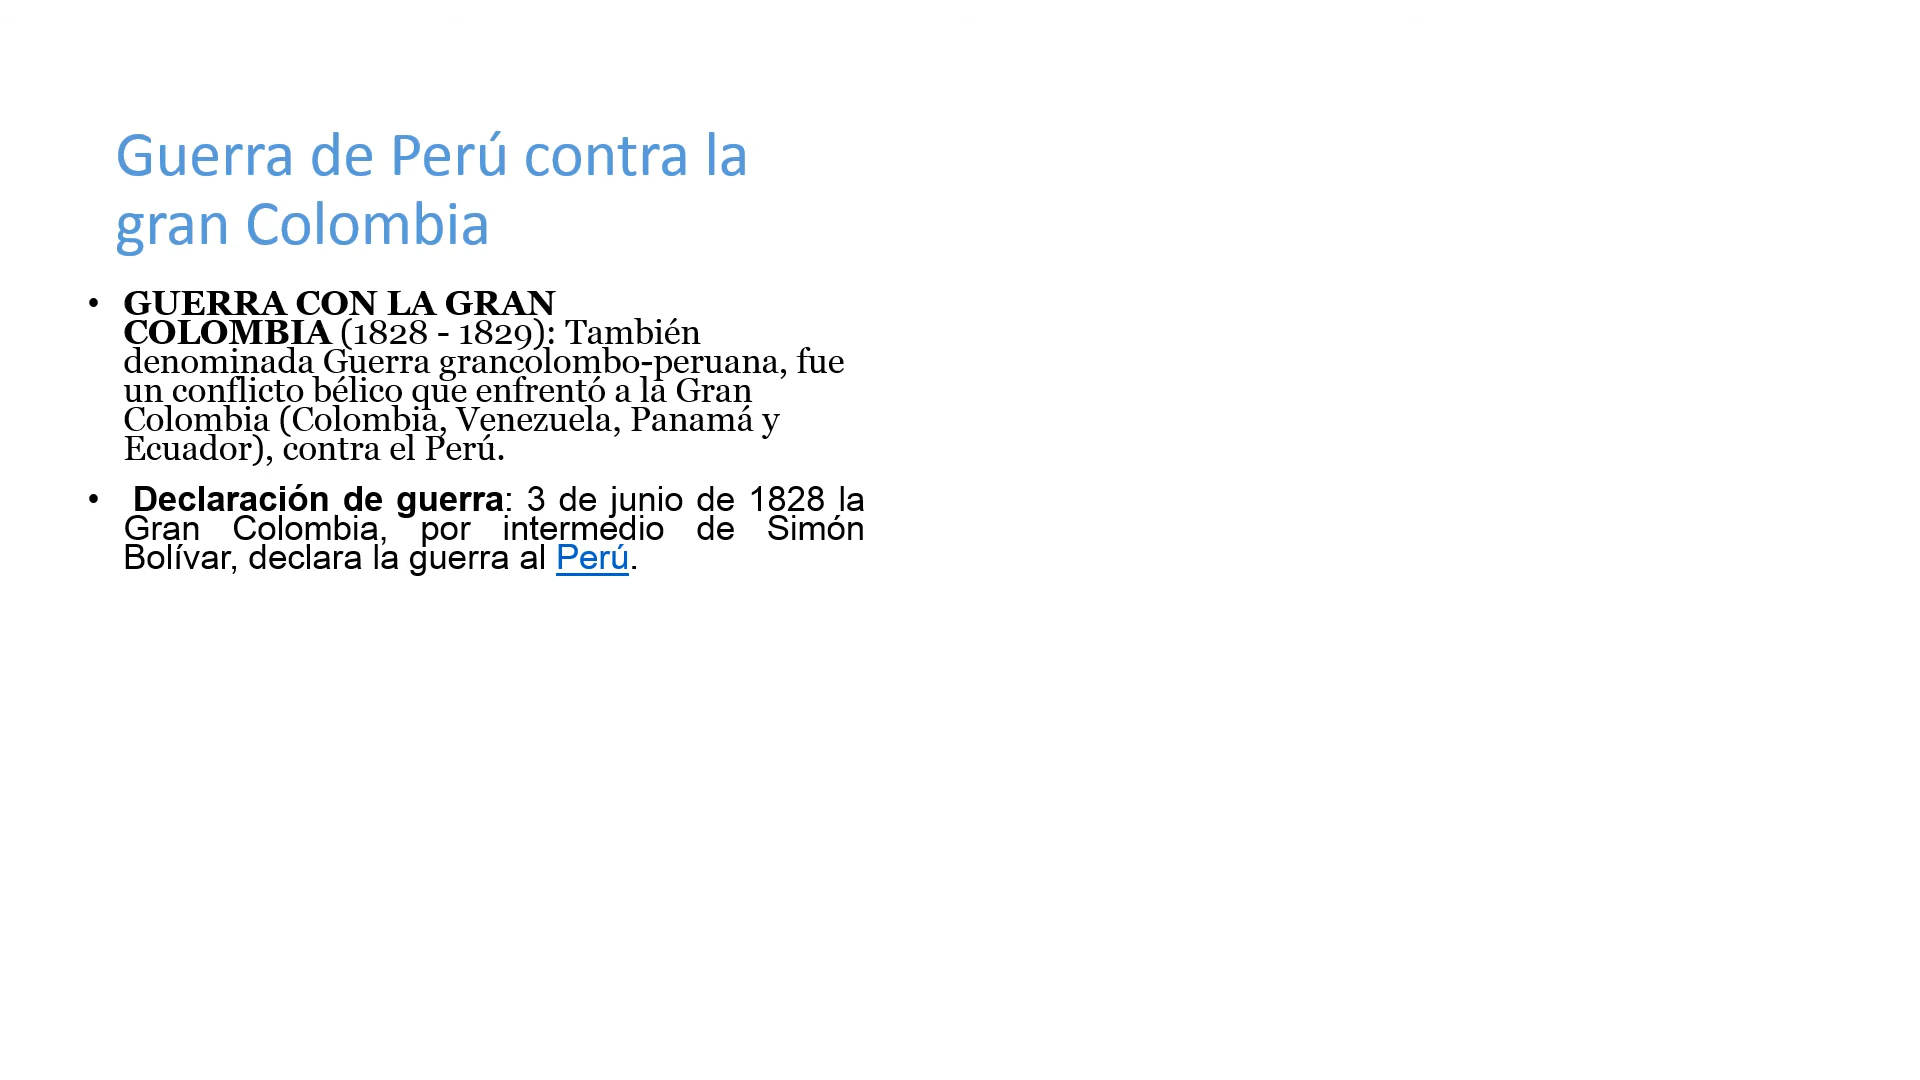 Guerra de Perú contra la
gran Colombia
• GUERRA CON LA GRAN
COLOMBIA (1828 - 1829): También
denominada Guerra grancolombo-peruana, fue
un conflicto bélico que enfrentó a la Gran
Colombia (Colombia, Venezuela, Panamá y
Ecuador), contra el Perú.
• Declaración de guerra: 3 de junio de 1828 la
Gran Colombia, por intermedio de Simón
Bolívar, declara la guerra al Perú.